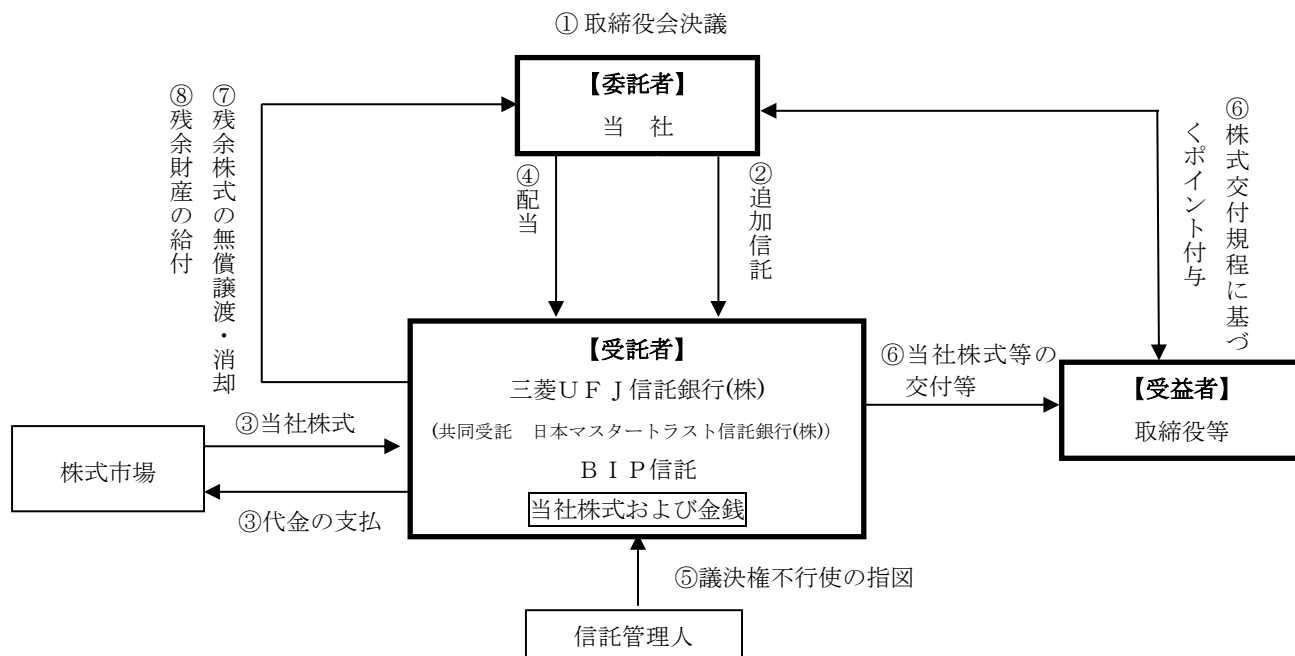 ①取締役会決議
【委託者】
当　社
⑧残余財産の給付
⑦残余株式の無償譲渡・消却
④配当
②追加信託
⑥株式交付規程に基づ
くポイント付与
【受託者】
三菱ＵＦＪ信託銀行(株)
(共同受託　日本マスタートラスト信託銀行(株))
ＢＩＰ信託
当社株式および金銭
⑥当社株式等の
交付等
【受益者】
取締役等
③当社株式
株式市場
③代金の支払
⑤議決権不行使の指図
信託管理人